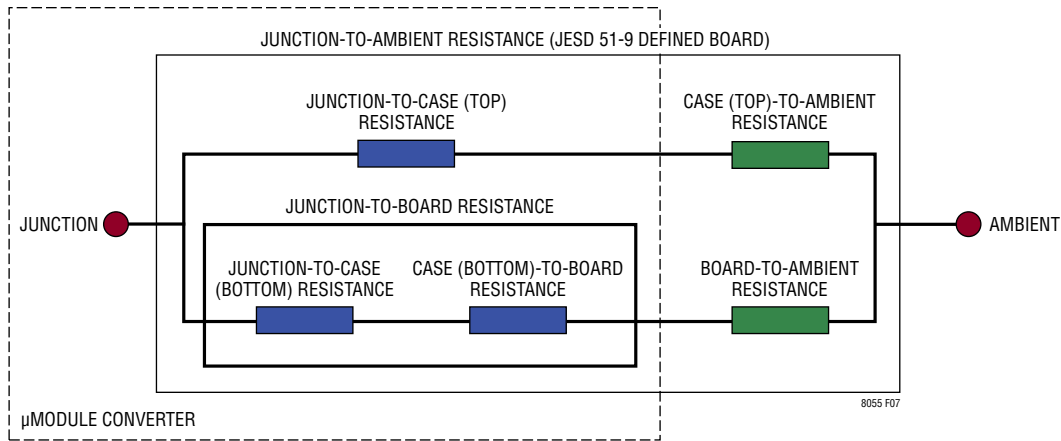 JUNCTION-TO-AMBIENT RESISTANCE (JESD 51-9 DEFINED BOARD)
JUNCTION-TO-CASE (TOP)
RESISTANCE
CASE (TOP)-TO-AMBIENT
RESISTANCE
JUNCTION
JUNCTION-TO-BOARD RESISTANCE
AMBIENT
JUNCTION-TO-CASE
(BOTTOM) RESISTANCE
CASE (BOTTOM)-TO-BOARD
RESISTANCE
BOARD-TO-AMBIENT
RESISTANCE
8055 F07
µMODULE CONVERTER